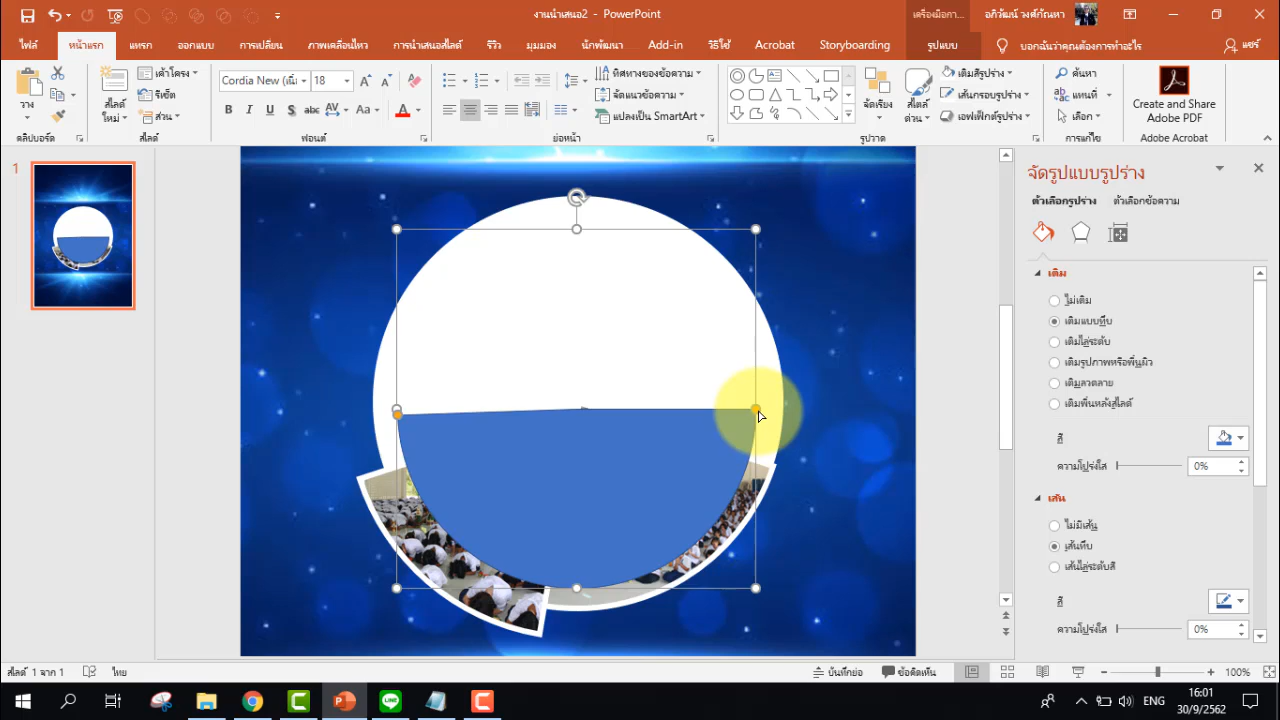 งานนำเสนอ2 - PowerPoint
เครื่องมือกา...
อภิวัฒน์ วงศ์กัณหา
ไฟล์
หน้าแรก
แทรก
ออกแบบ
การเปลี่ยน
ภาพเคลื่อนไหว
การนำเสนอสไลด์
รีวิว
มุมมอง
นักพัฒนา
Add-in
วิธีใช้
Acrobat
Storyboarding
รูปแบบ
บอกฉันว่าคุณต้องการทำอะไร
แชร์
วาง
คลิปบอร์ด
สไลด์ใหม่
เค้าโครง
รีเซ็ต
ส่วน
สไลด์
Cordia New (เนื้
18
B I U S abc AV Aa A
ฟอนต์
ทิศทางของข้อความ
จัดแนวข้อความ
แปลงเป็น SmartArt
ย่อหน้า
จัดเรียง
สไตล์ด่วน
เติมสีรูปร่าง
เส้นกรอบรูปร่าง
เอฟเฟ็กต์รูปร่าง
รูปวาด
ค้นหา
แทนที่
เลือก
การแก้ไข
Create and Share
Adobe PDF
Adobe Acrobat
1
จัดรูปแบบรูปร่าง
ตัวเลือกรูปร่าง
ตัวเลือกข้อความ
เติม
ไม่เติม
เติมแบบทึบ
เติมไล่ระดับ
เติมรูปภาพหรือพื้นผิว
เติมลวดลาย
เติมพื้นหลังสไลด์
สี
ความโปร่งใส
0%
เส้น
ไม่มีเส้น
เส้นทึบ
เส้นไล่ระดับสี
สี
ความโปร่งใส
0%
สไลด์ 1 จาก 1
ไทย
บันทึกย่อ
ข้อคิดเห็น
100%
ENG
16:01
30/9/2562